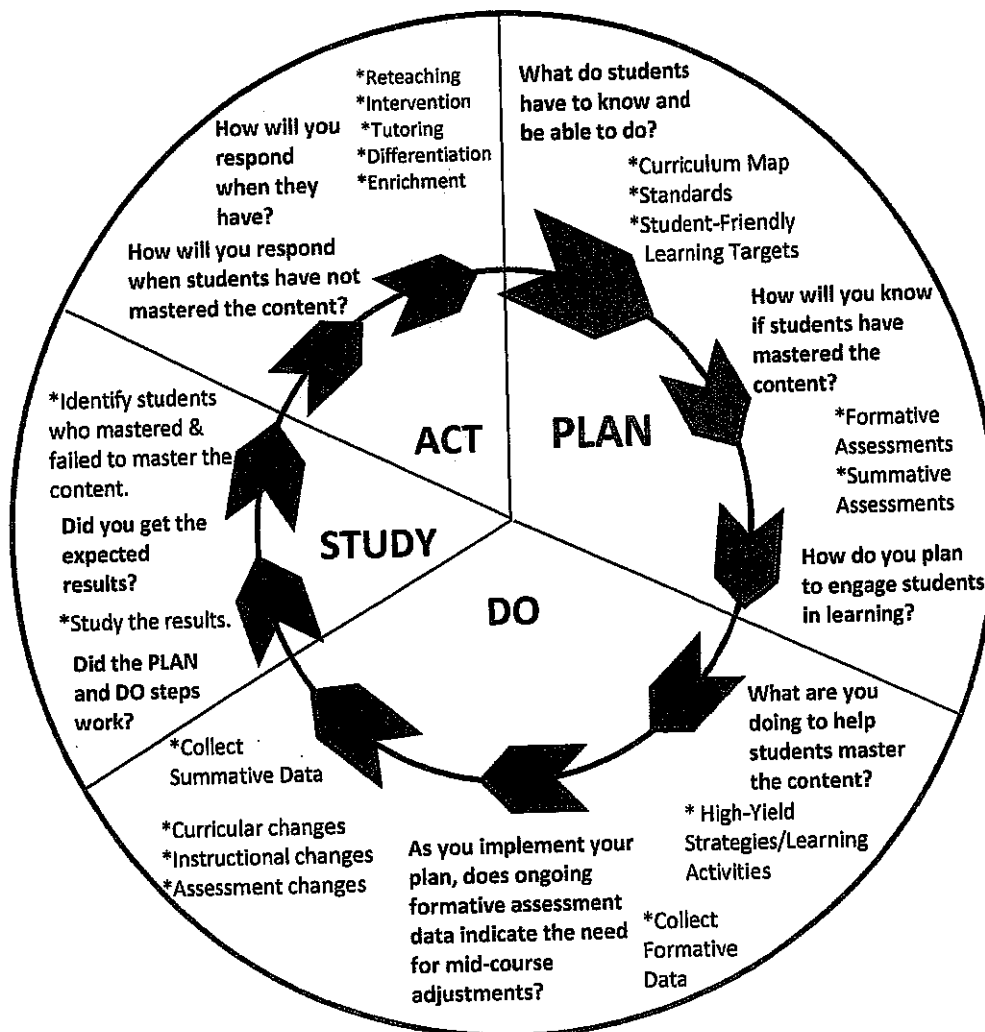 What do students
have to know and
be able to do?
*Curriculum Map
*Standards
*Student-Friendly
Learning Targets
How will you know
if students have
mastered the
content?
*Formative
Assessments
*Summative
Assessments
How do you plan
to engage students
in learning?
PLAN
DO
What are you
doing to help
students master
the content?
* High-Yield
Strategies/Learning
Activities
*Collect
Formative
Data
As you implement your
plan, does ongoing
formative assessment
data indicate the need
for mid-course
adjustments?
*Curricular changes
*Instructional changes
*Assessment changes
*Collect
Summative Data
STUDY
Did the PLAN
and DO steps
work?
*Study the results.
Did you get the
expected
results?
*Identify students
who mastered &
failed to master the
content.
ACT
How will you respond
when students have not
mastered the content?
How will you
respond
when they
have?
*Reteaching
*Intervention
*Tutoring
*Differentiation
*Enrichment